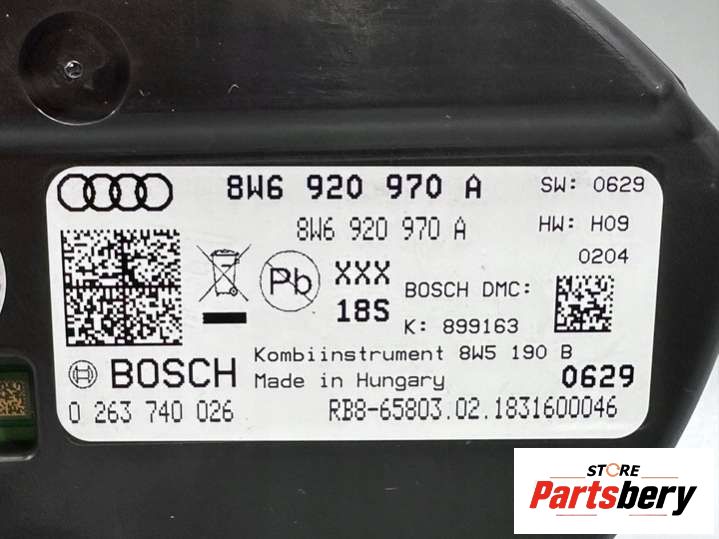 8W6 920 970 A SW: 0629
8W6 920 970 A HW: H09
0204
Pb XXX
18S
BOSCH DMC:
K: 899163
Kombiinstrument 8W5 190 B
BOSCH Made in Hungary 0629
0 263 740 026 RB8-65803.02.1831600046
STORE
Partsbery